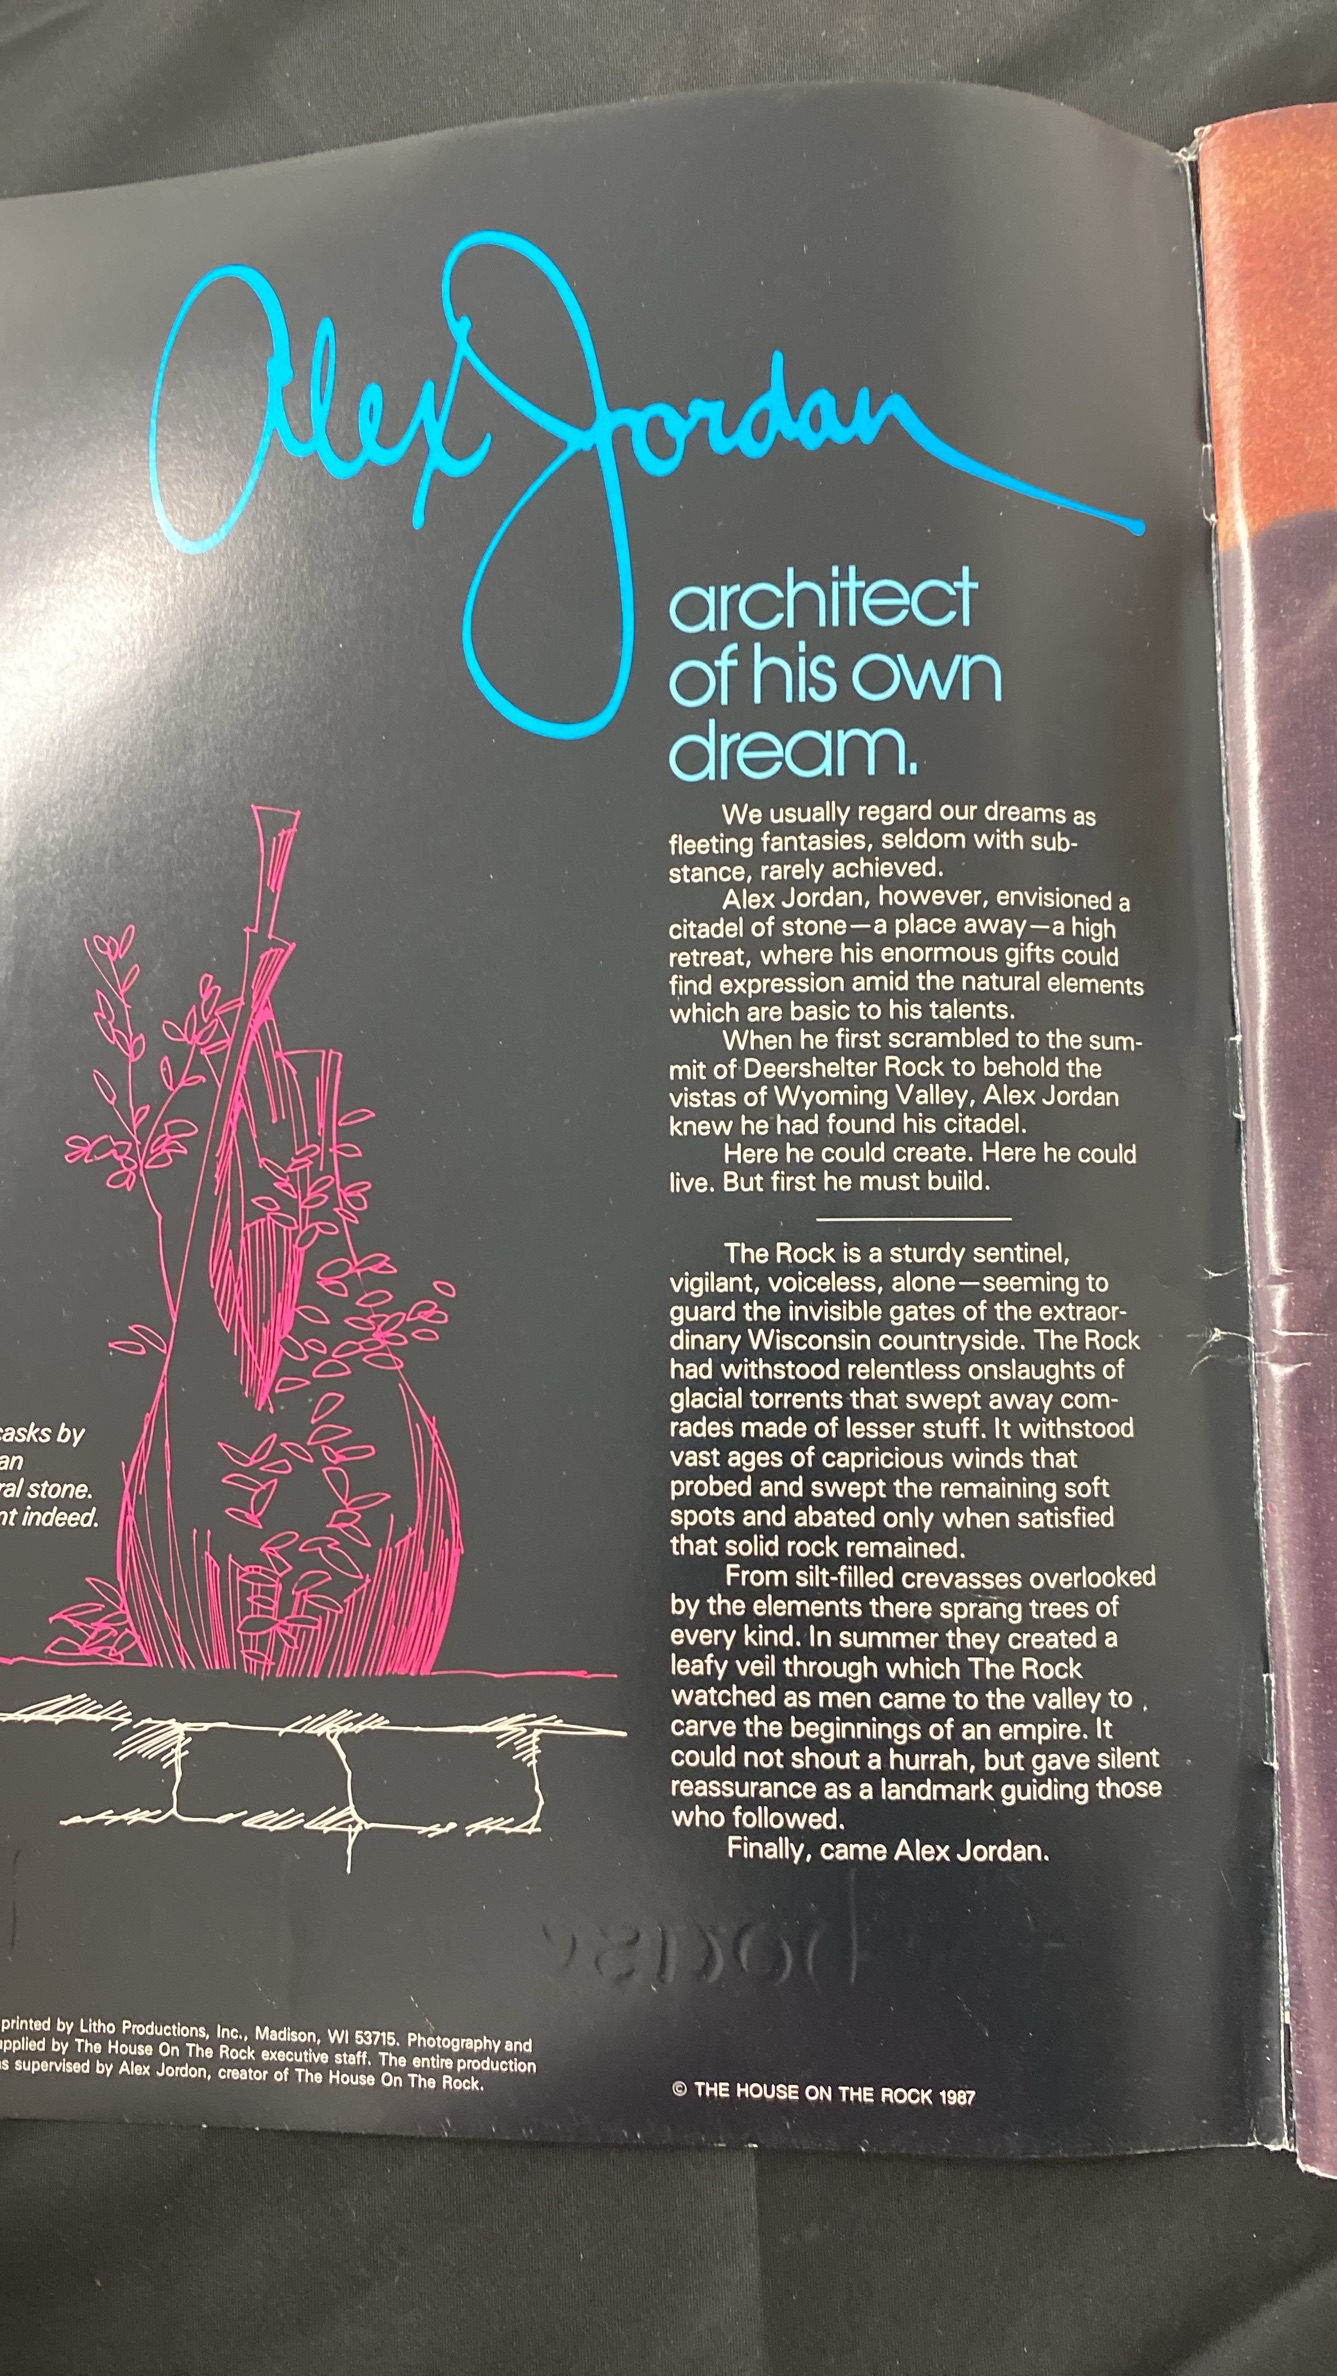 Alex Jordan
architect
of his own
dream.
We usually regard our dreams as
fleeting fantasies, seldom with sub-
stance, rarely achieved.
Alex Jordan, however, envisioned a
citadel of stone—a place away—a high
retreat, where his enormous gifts could
find expression amid the natural elements
which are basic to his talents.
When he first scrambled to the sum-
mit of Deershelter Rock to behold the
vistas of Wyoming Valley, Alex Jordan
knew he had found his citadel.
Here he could create. Here he could
live. But first he must build.
The Rock is a sturdy sentinel,
vigilant, voiceless, alone—seeming to
guard the invisible gates of the extraor-
dinary Wisconsin countryside. The Rock
had withstood relentless onslaughts of
glacial torrents that swept away com-
rades made of lesser stuff. It withstood
vast ages of capricious winds that
probed and swept the remaining soft
spots and abated only when satisfied
that solid rock remained.
From silt-filled crevasses overlooked
by the elements there sprang trees of
every kind. In summer they created a
leafy veil through which The Rock
watched as men came to the valley to
carve the beginnings of an empire. It
could not shout a hurrah, but gave silent
reassurance as a landmark guiding those
who followed.
Finally, came Alex Jordan.
casks by
an
ral stone.
nt indeed.
printed by Litho Productions, Inc., Madison, WI 53715. Photography and
upplied by The House On The Rock executive staff. The entire production
s supervised by Alex Jordon, creator of The House On The Rock.
© THE HOUSE ON THE ROCK 1987